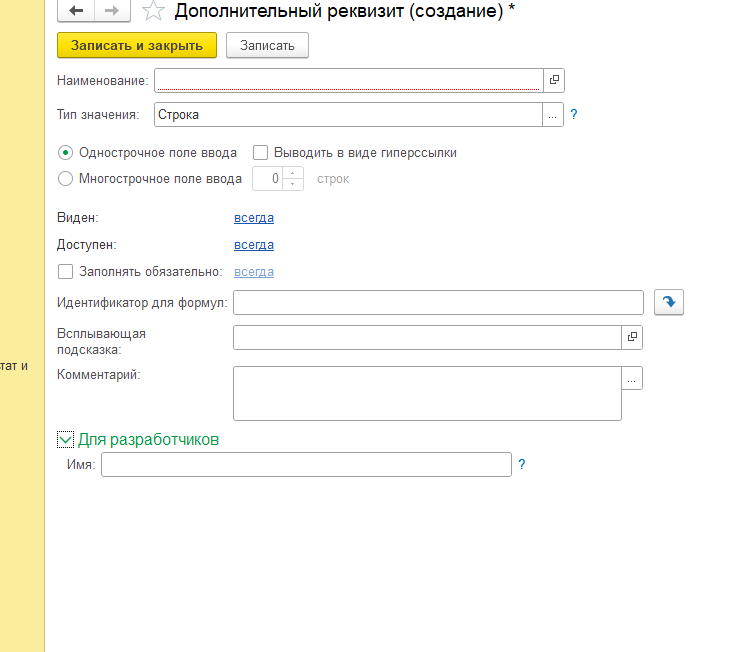 Дополнительный реквизит (создание) *
Записать и закрыть Записать
Наименование:
Тип значения: Строка ... ?
Однострочное поле ввода Выводить в виде гиперссылки
Многострочное поле ввода 0 строк
Виден: всегда
Доступен: всегда
Заполнять обязательно: всегда
Идентификатор для формул:
Всплывающая
подсказка:
тат и
Комментарий: ...
Для разработчиков
Имя: ?